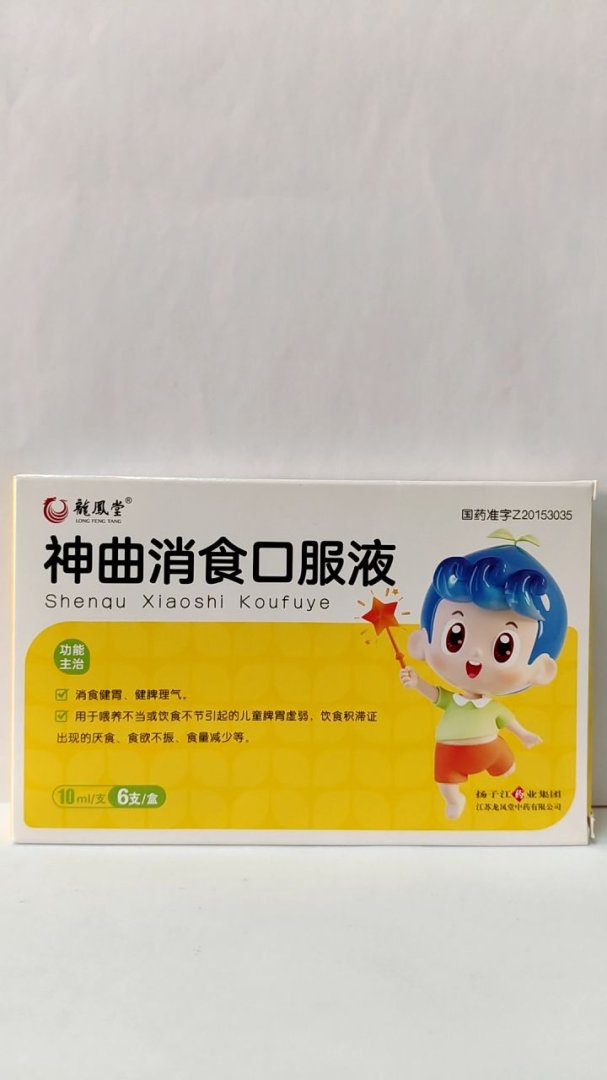 龍鳳堂®
LONG FENG TANG
国药准字Z20153035
神曲消食口服液
Shenqu Xiaoshi Koufuye
功能
主治
消食健胃、健脾理气。
用于喂养不当或饮食不节引起的儿童脾胃虚弱，饮食积滞证
出现的厌食、食欲不振、食量减少等。
10ml/支 6支/盒
扬子江药业集团
江苏龙凤堂中药有限公司